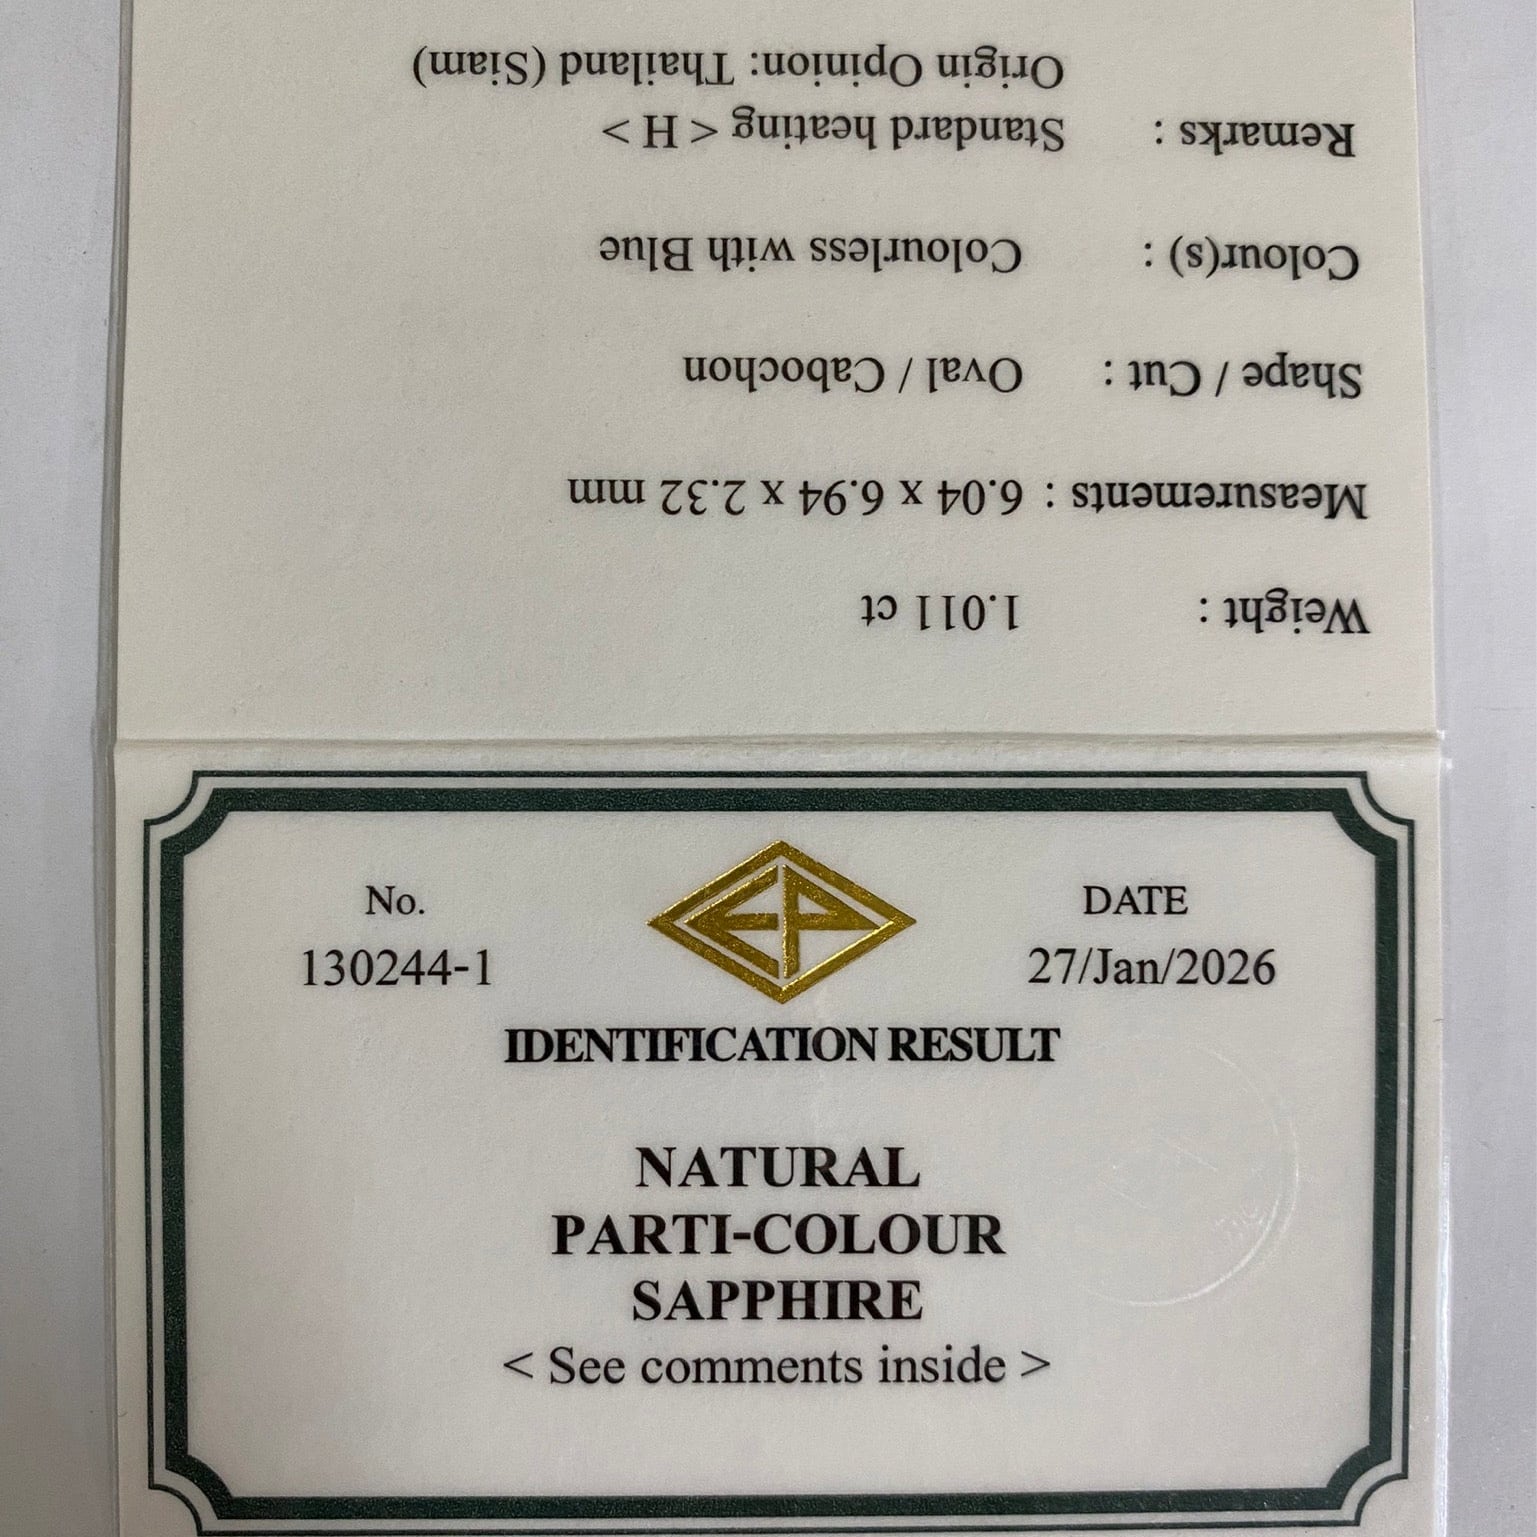 No.
130244-1
EP
DATE
27/Jan/2026
IDENTIFICATION RESULT
NATURAL
PARTI-COLOUR
SAPPHIRE
< See comments inside >
Weight : 1.011 ct
Measurements : 6.04 x 6.94 x 2.32 mm
Shape / Cut : Oval / Cabochon
Colour(s) : Colourless with Blue
Remarks : Standard heating < H >
Origin Opinion: Thailand (Siam)